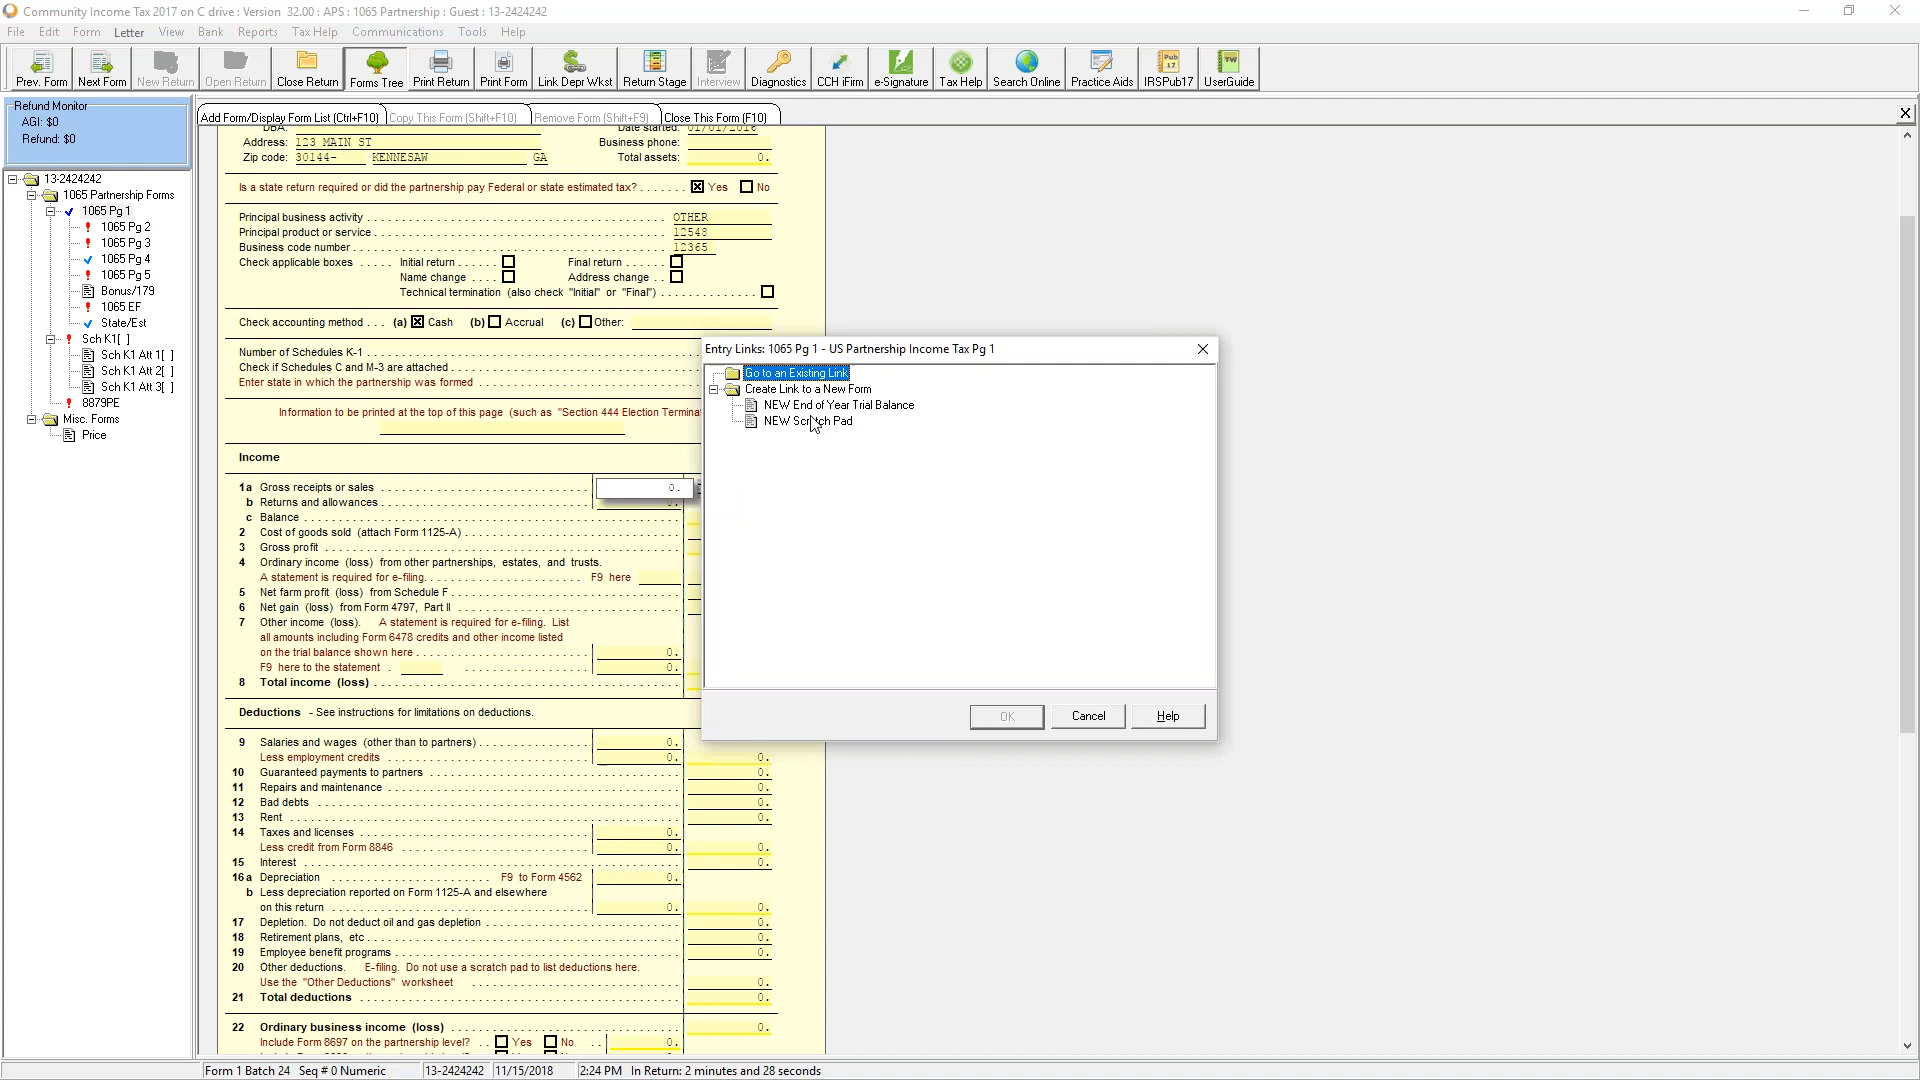 Community Income Tax 2017 on C drive : Version 32.00 : APS : 1065 Partnership : Guest : 13-2424242
File Edit Form Letter View Bank Reports Tax Help Communications Tools Help
Prev. Form Next Form New Return Open Return Close Return Forms Tree Print Return Print Form Link Depr Wkst Return Stage Interview Diagnostics CCH iFirm e-Signature Tax Help Search Online Practice Aids IRSPub17 UserGuide
Refund Monitor
AGI: $0
Refund: $0
13-2424242
1065 Partnership Forms
1065 Pg 1
1065 Pg 2
1065 Pg 3
1065 Pg 4
1065 Pg 5
Bonus/179
1065 EF
State/Est
Sch K1[ ]
Sch K1 Att 1[ ]
Sch K1 Att 2[ ]
Sch K1 Att 3[ ]
8879PE
Misc. Forms
Price
Add Form/Display Form List (Ctrl+F10) Copy This Form (Shift+F10) Remove Form (Shift+F9) Close This Form (F10)
DBA: Date started: 01/01/2016
Address: 123 MAIN ST Business phone:
Zip code: 30144- KENNESAW GA Total assets: 0.
Is a state return required or did the partnership pay Federal or state estimated tax? ....... Yes No
Principal business activity OTHER
Principal product or service 12548
Business code number 12365
Check applicable boxes ..... Initial return ...... Final return ......
Name change .... Address change ..
Technical termination (also check "Initial" or "Final")
Check accounting method ... (a) Cash (b) Accrual (c) Other:
Number of Schedules K-1
Check if Schedules C and M-3 are attached
Enter state in which the partnership was formed
Information to be printed at the top of this page (such as "Section 444 Election Termina
Income
1a Gross receipts or sales 0.
b Returns and allowances
c Balance
2 Cost of goods sold (attach Form 1125-A)
3 Gross profit
4 Ordinary income (loss) from other partnerships, estates, and trusts.
A statement is required for e-filing. F9 here
5 Net farm profit (loss) from Schedule F
6 Net gain (loss) from Form 4797, Part II
7 Other income (loss). A statement is required for e-filing. List
all amounts including Form 6478 credits and other income listed
on the trial balance shown here 0.
F9 here to the statement . 0.
8 Total income (loss)
Deductions - See instructions for limitations on deductions.
9 Salaries and wages (other than to partners) 0.
Less employment credits 0. 0.
10 Guaranteed payments to partners 0.
11 Repairs and maintenance 0.
12 Bad debts 0.
13 Rent 0.
14 Taxes and licenses 0.
Less credit from Form 8846 0. 0.
15 Interest 0.
16a Depreciation F9 to Form 4562 0.
b Less depreciation reported on Form 1125-A and elsewhere
on this return 0. 0.
17 Depletion. Do not deduct oil and gas depletion 0.
18 Retirement plans, etc 0.
19 Employee benefit programs 0.
20 Other deductions. E-filing. Do not use a scratch pad to list deductions here.
Use the "Other Deductions" worksheet 0.
21 Total deductions 0.
22 Ordinary business income (loss) 0.
Include Form 8697 on the partnership level? .. Yes No .. 0.
Entry Links: 1065 Pg 1 - US Partnership Income Tax Pg 1
Go to an Existing Link
Create Link to a New Form
NEW End of Year Trial Balance
NEW Scratch Pad
OK Cancel Help
Form 1 Batch 24 Seq # 0 Numeric 13-2424242 11/15/2018 2:24 PM In Return: 2 minutes and 28 seconds